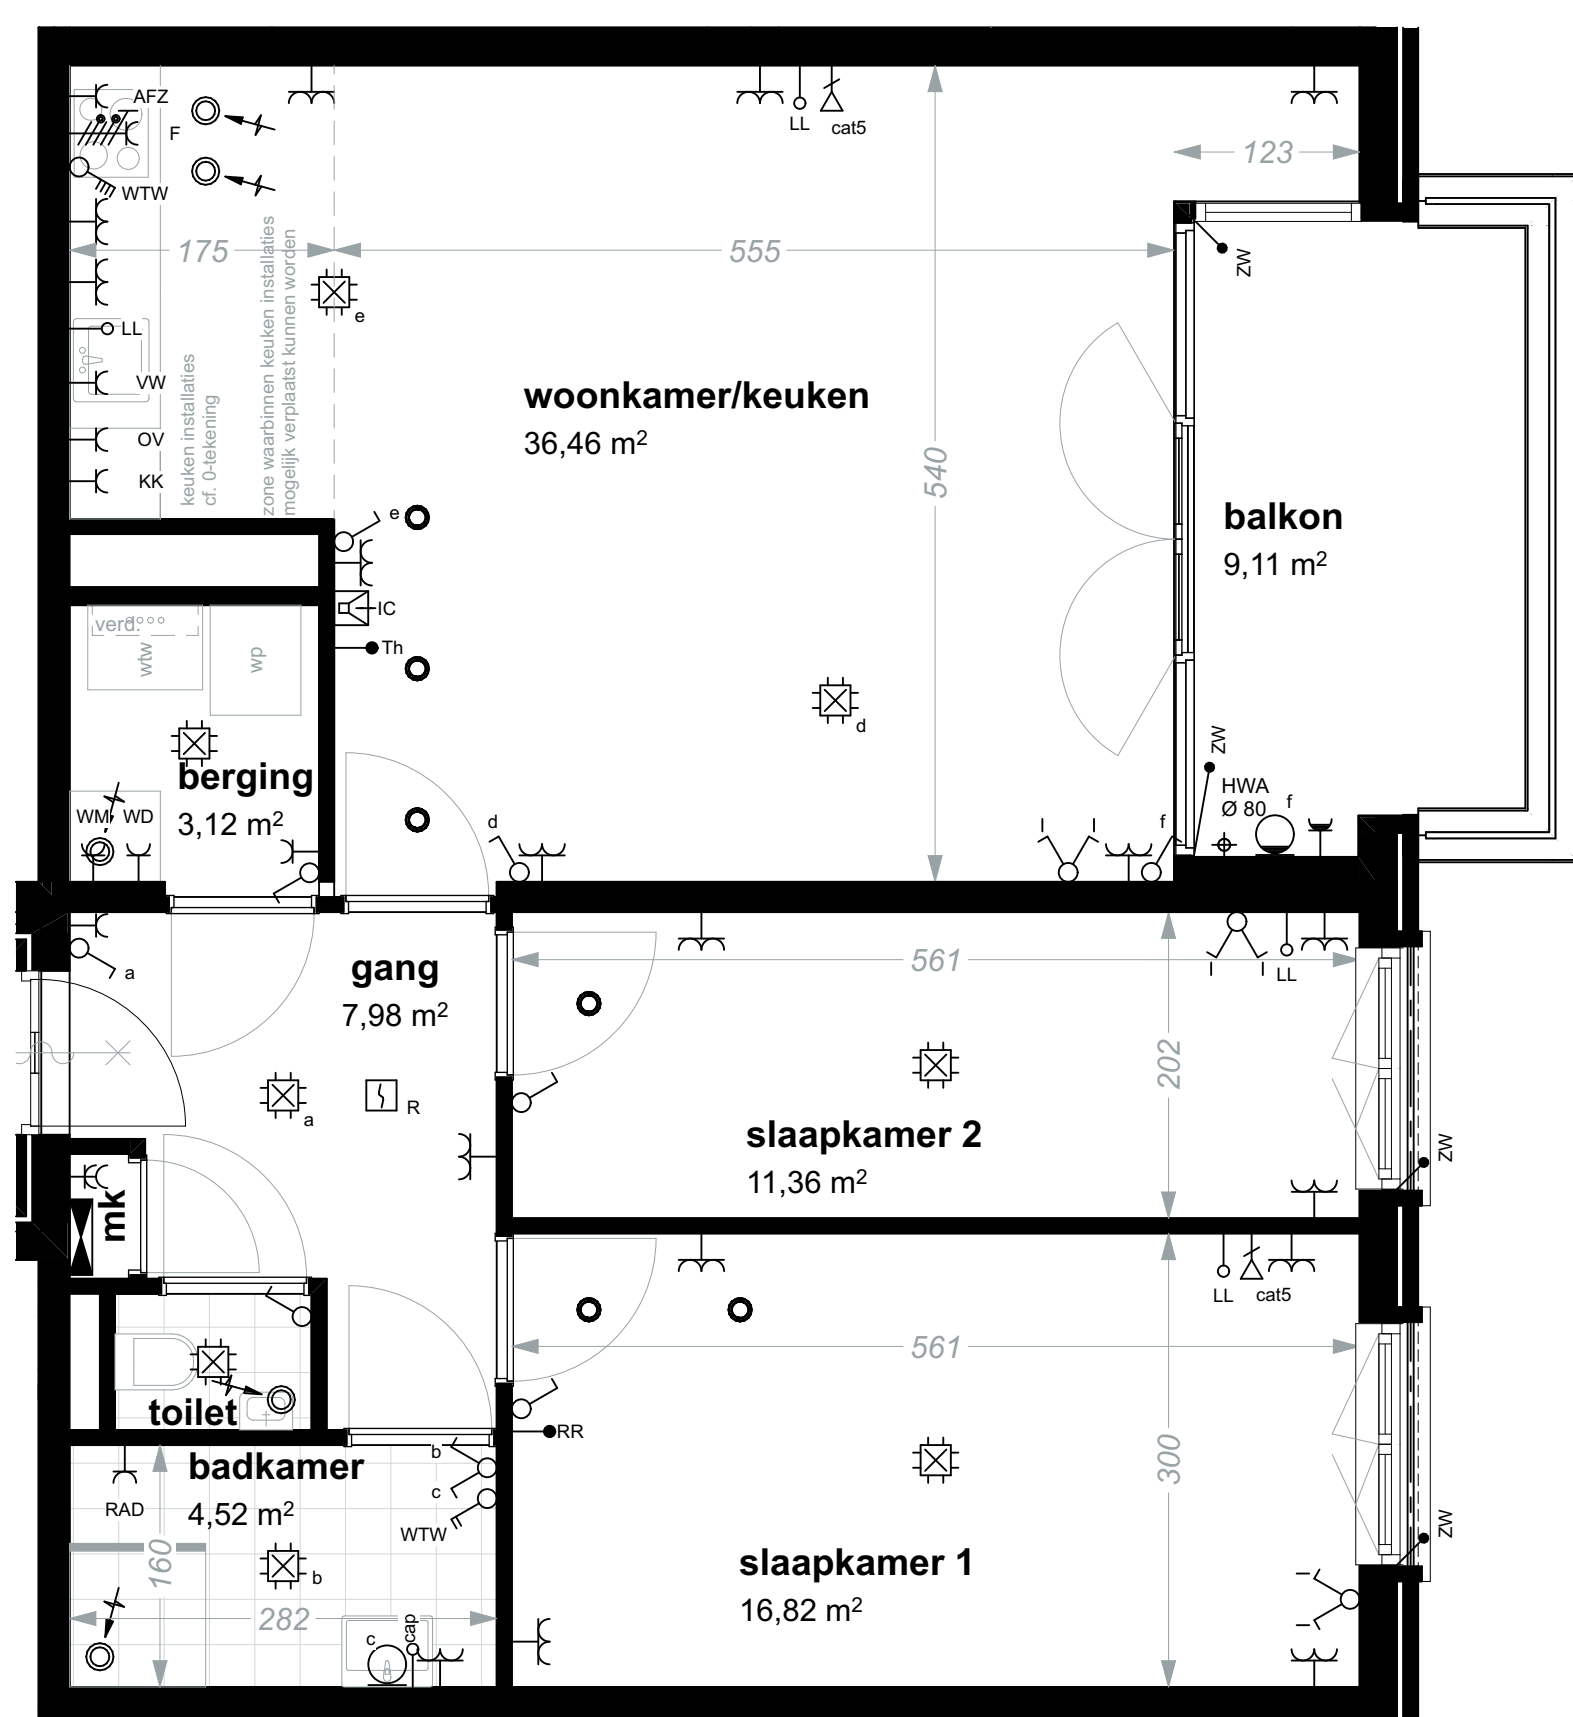 AFZ
F
LL
cat5
123
WTW
175
555
ZW
e
zone waarbinnen keuken installaties
mogelijk verplaatst kunnen worden
keuken installaties
cf. 0-tekening
LL
VW
OV
KK
woonkamer/keuken
36,46 m²
540
balkon
9,11 m²
e
IC
Th
verd.
wtw
wp
d
ZW
berging
3,12 m²
WM
WD
HWA
Ø 80
f
d
f
a
gang
7,98 m²
561
LL
202
a
R
slaapkamer 2
11,36 m²
ZW
mk
LL
cat5
561
toilet
RR
300
badkamer
4,52 m²
b
c
RAD
WTW
160
b
282
slaapkamer 1
16,82 m²
ZW
c
cap